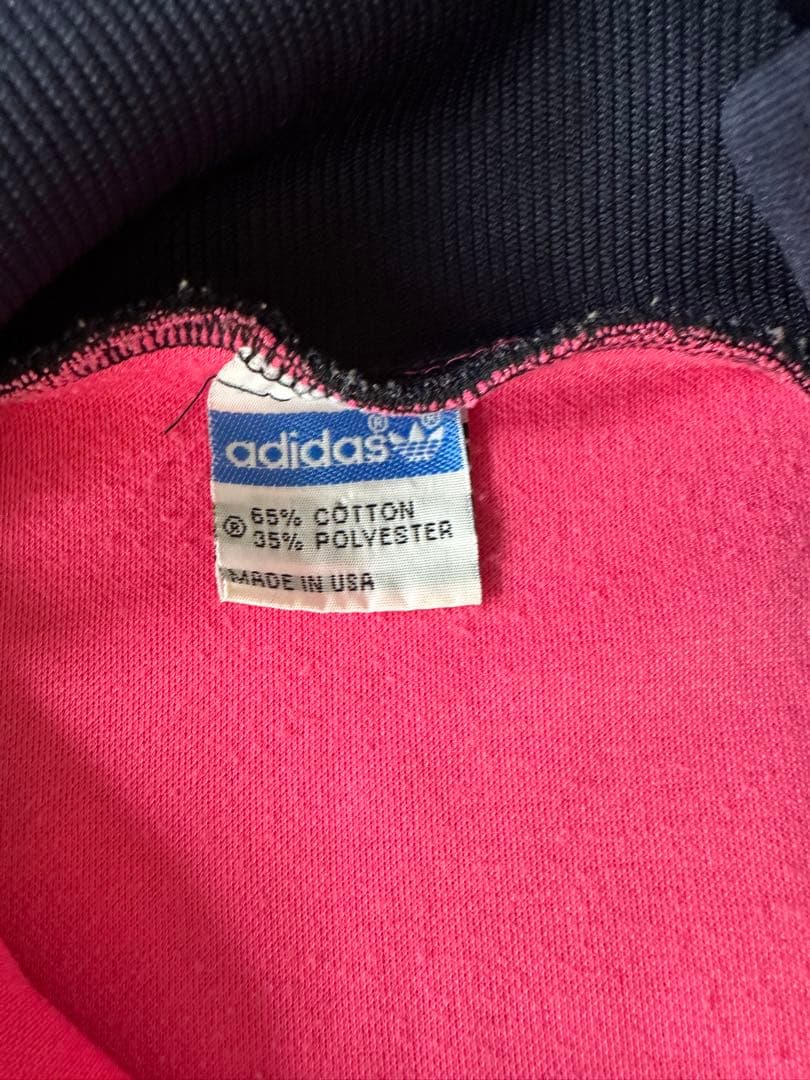 adidas® ®
® 65% COTTON
35% POLYESTER
MADE IN USA